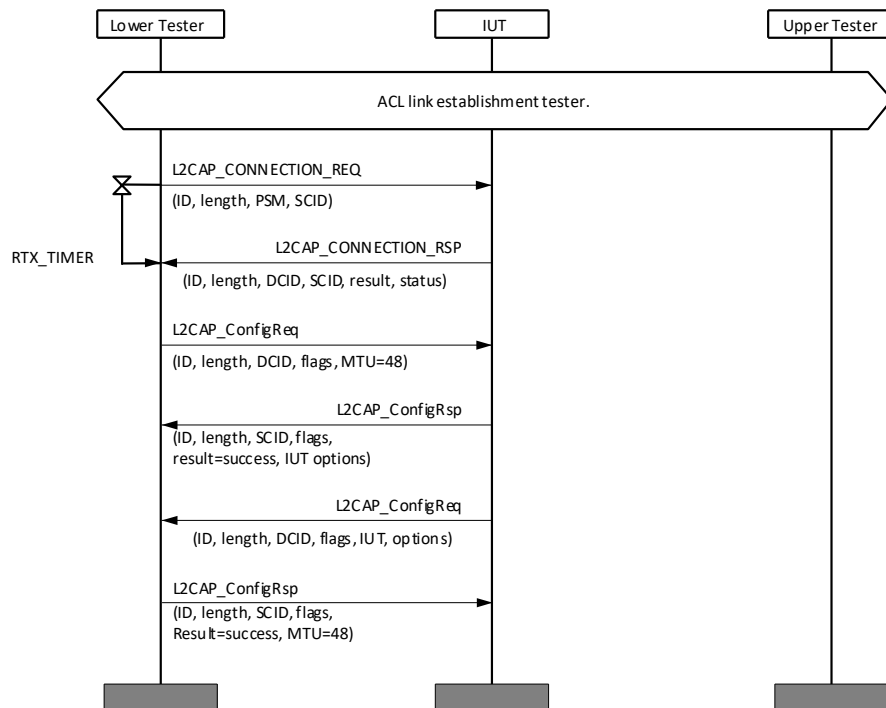 Lower Tester
IUT
Upper Tester
ACL link establishment tester.
L2CAP_CONNECTION_REQ
(ID, length, PSM, SCID)
L2CAP_CONNECTION_RSP
RTX_TIMER
(ID, length, DCID, SCID, result, status)
L2CAP_ConfigReq
(ID, length, DCID, flags, MTU=48)
L2CAP_ConfigRsp
(ID, length, SCID, flags,
result=success, IUT options)
L2CAP_ConfigReq
(ID, length, DCID, flags, IUT, options)
L2CAP_ConfigRsp
(ID, length, SCID, flags,
Result=success, MTU=48)